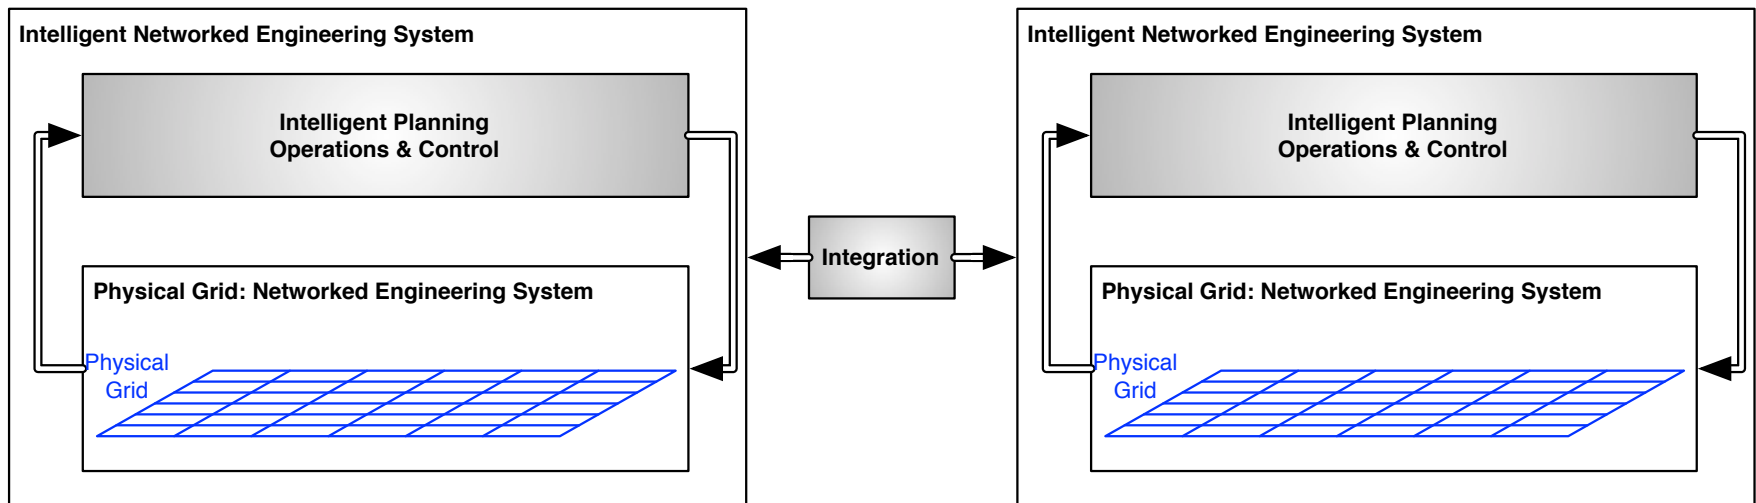 Intelligent Networked Engineering System
Intelligent Planning
Operations & Control
Physical Grid: Networked Engineering System
Physical
Grid
Integration
Intelligent Networked Engineering System
Intelligent Planning
Operations & Control
Physical Grid: Networked Engineering System
Physical
Grid